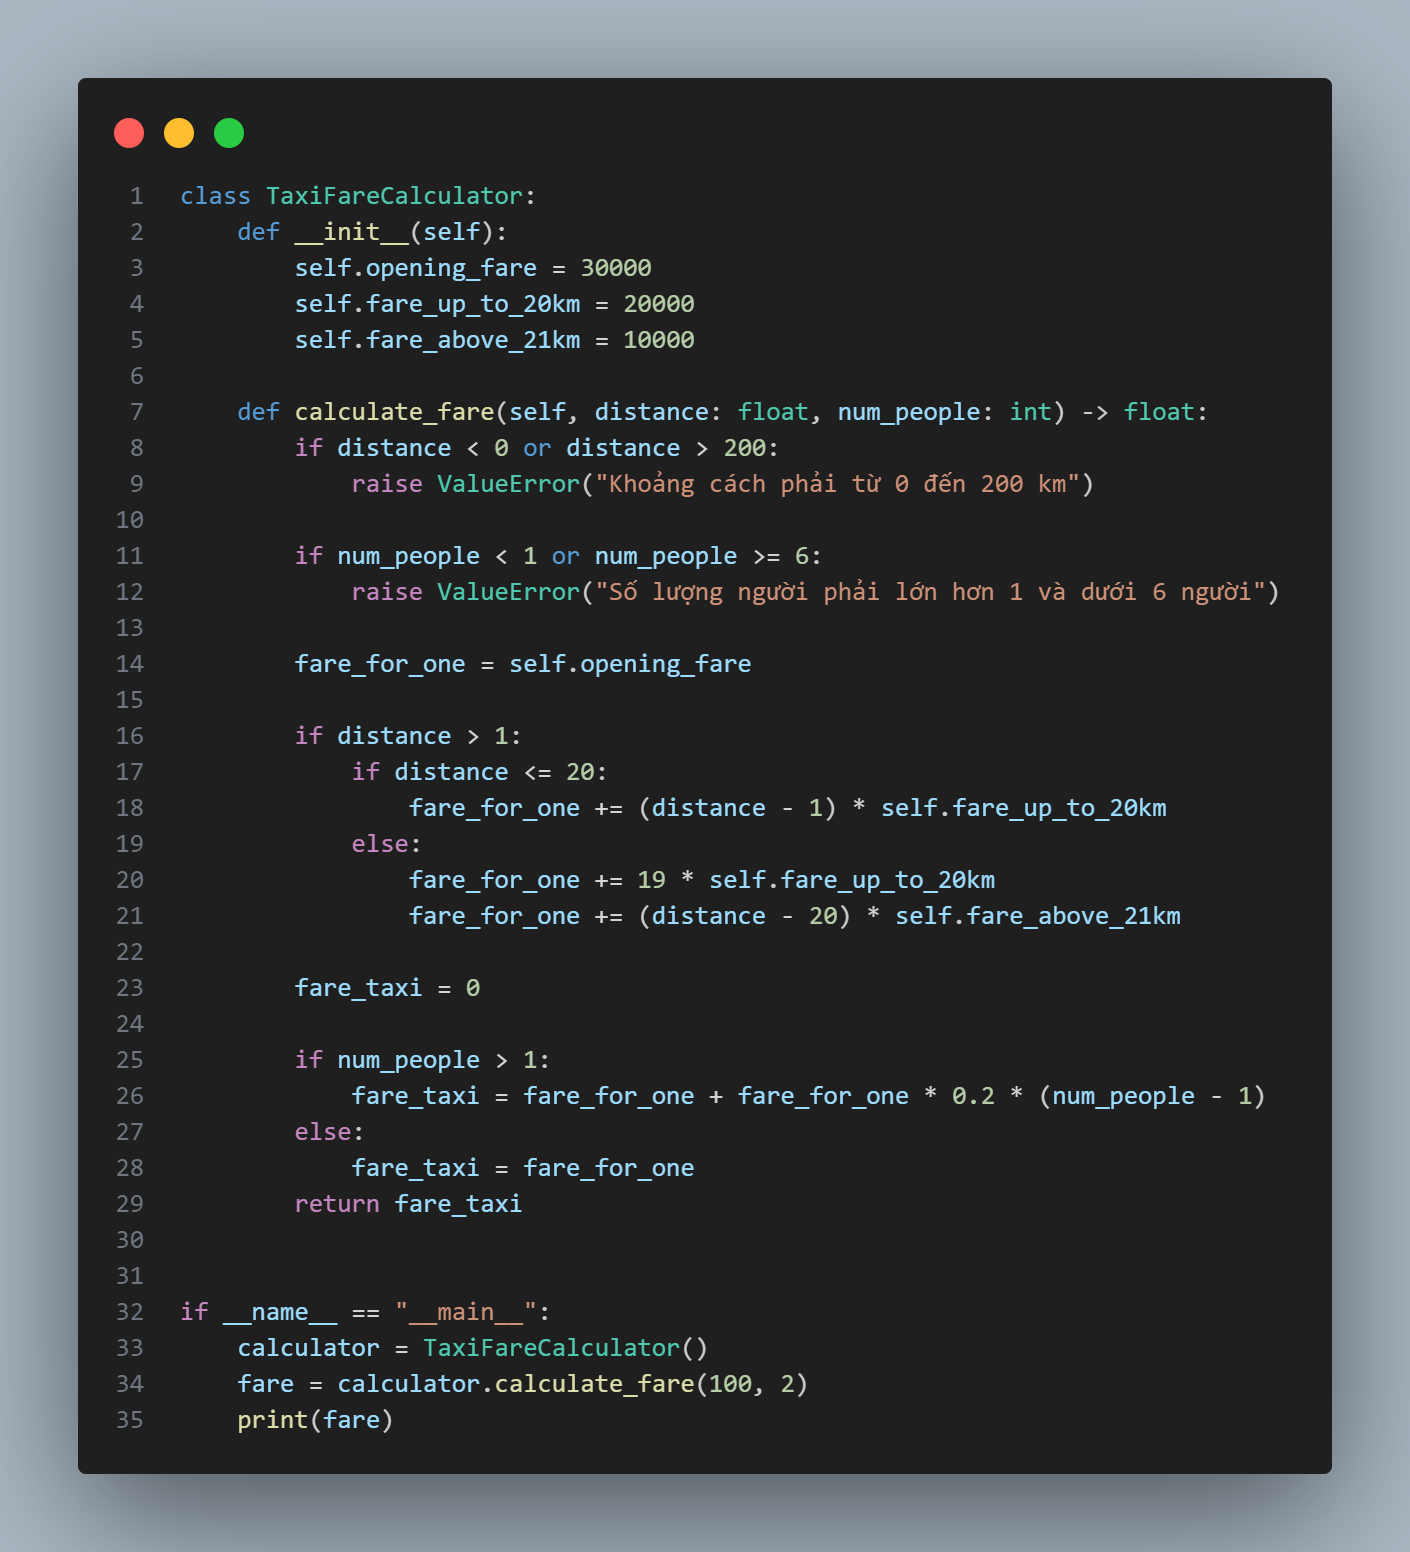 1 class TaxiFareCalculator:
2     def __init__(self):
3         self.opening_fare = 30000
4         self.fare_up_to_20km = 20000
5         self.fare_above_21km = 10000
6
7     def calculate_fare(self, distance: float, num_people: int) -> float:
8         if distance < 0 or distance > 200:
9             raise ValueError("Khoảng cách phải từ 0 đến 200 km")
10
11         if num_people < 1 or num_people >= 6:
12             raise ValueError("Số lượng người phải lớn hơn 1 và dưới 6 người")
13
14         fare_for_one = self.opening_fare
15
16         if distance > 1:
17             if distance <= 20:
18                 fare_for_one += (distance - 1) * self.fare_up_to_20km
19             else:
20                 fare_for_one += 19 * self.fare_up_to_20km
21                 fare_for_one += (distance - 20) * self.fare_above_21km
22
23         fare_taxi = 0
24
25         if num_people > 1:
26             fare_taxi = fare_for_one + fare_for_one * 0.2 * (num_people - 1)
27         else:
28             fare_taxi = fare_for_one
29         return fare_taxi
30
31
32 if __name__ == "__main__":
33     calculator = TaxiFareCalculator()
34     fare = calculator.calculate_fare(100, 2)
35     print(fare)